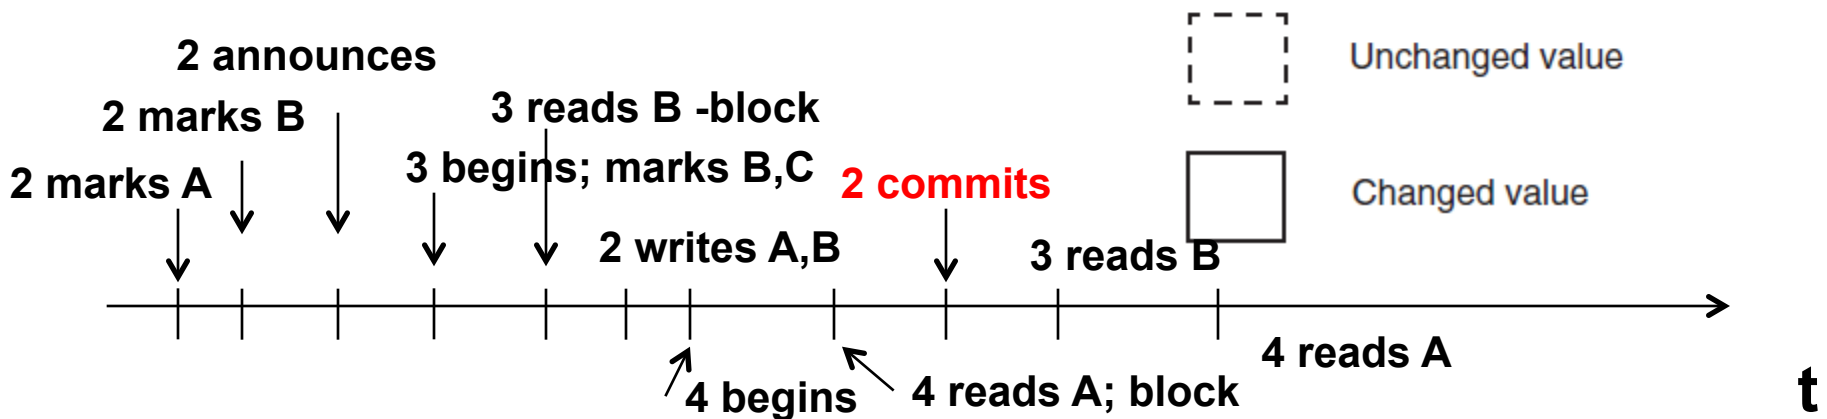 2 announces
Unchanged value
2 marks B
3 reads B -block
3 begins; marks B,C
2 marks A
2 commits
Changed value
2 writes A,B
3 reads B
4 reads A
4 begins
4 reads A; block
t